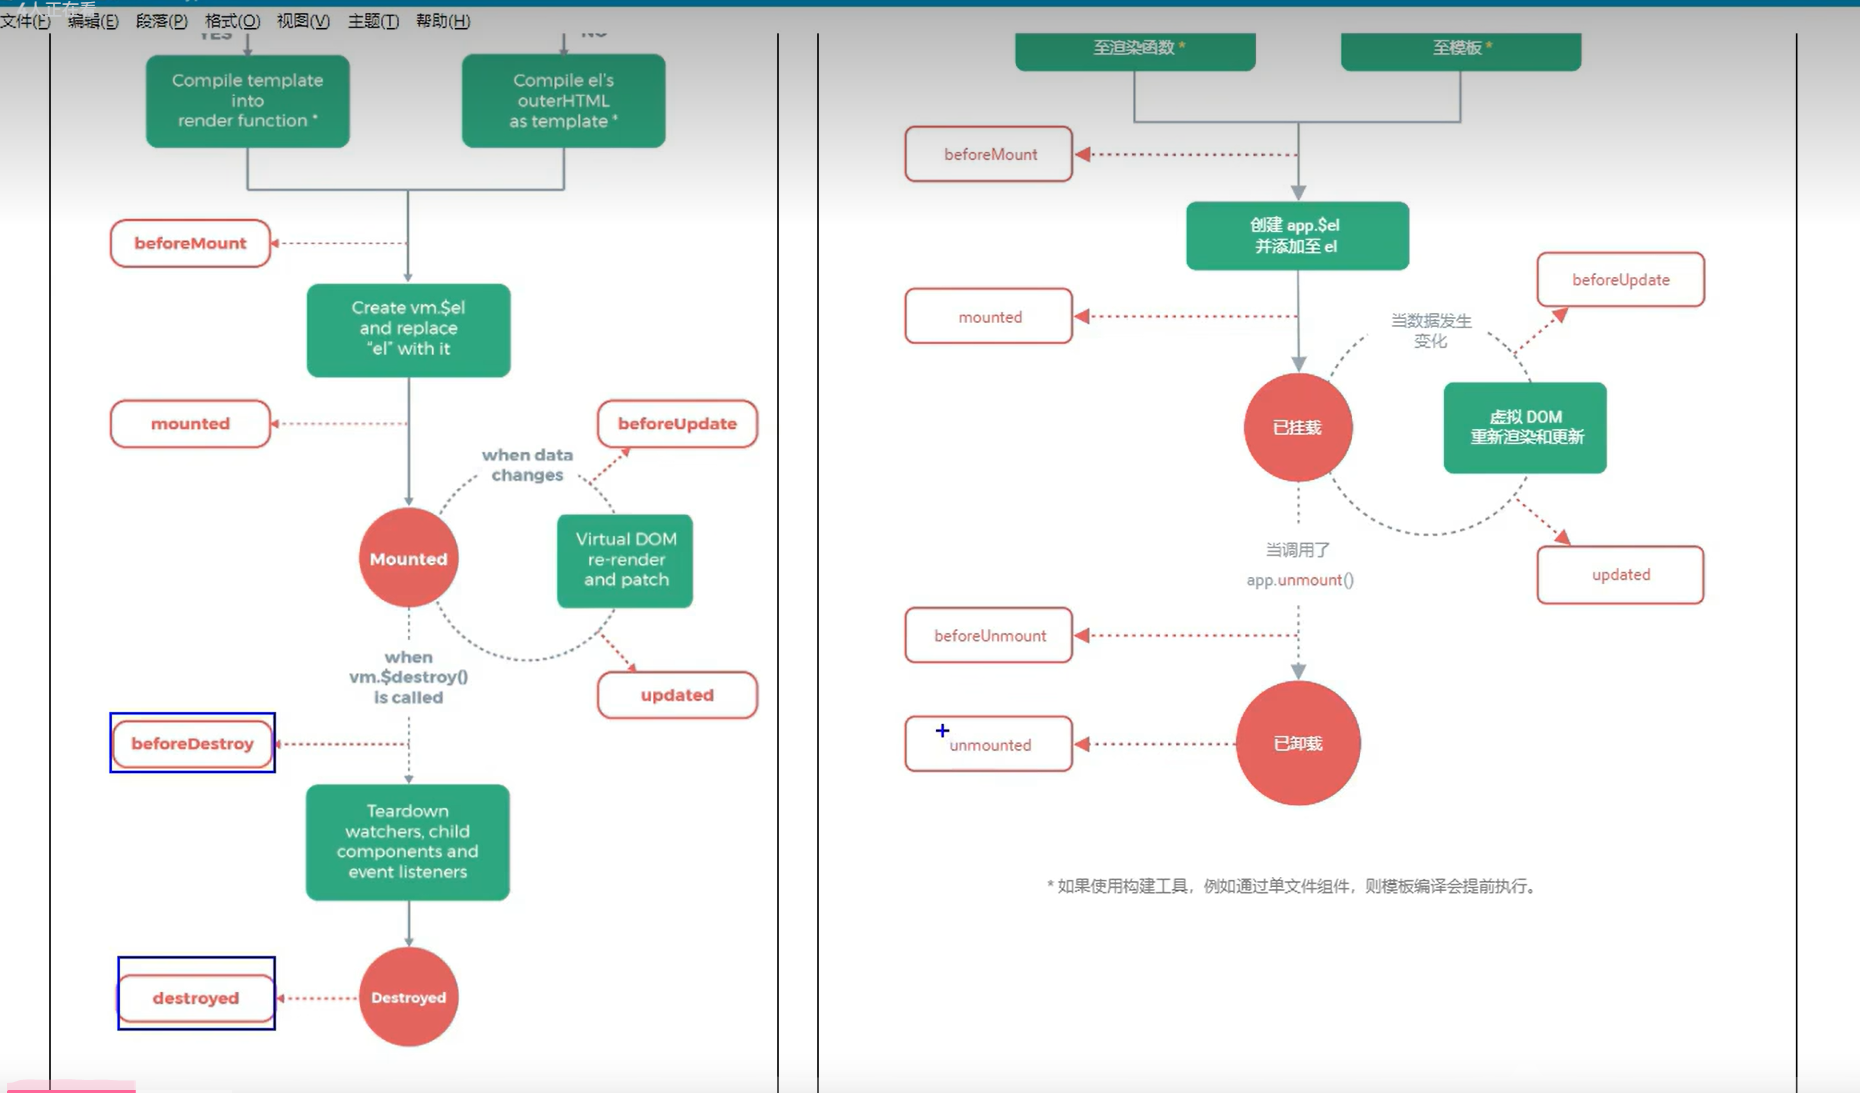 人正在看
文件(F) 编辑(E) 段落(P) 格式(O) 视图(V) 主题(T) 帮助(H)
YES
NO
Compile template
into
render function *
Compile el's
outerHTML
as template *
beforeMount
Create vm.$el
and replace
“el” with it
mounted
beforeUpdate
when data
changes
Mounted
Virtual DOM
re-render
and patch
when
vm.$destroy()
is called
updated
beforeDestroy
Teardown
watchers, child
components and
event listeners
destroyed
Destroyed
至渲染函数 *
至模板 *
beforeMount
创建 app.$el
并添加至 el
beforeUpdate
mounted
当数据发生
变化
已挂载
虚拟 DOM
重新渲染和更新
当调用了
app.unmount()
updated
beforeUnmount
unmounted
已卸载
* 如果使用构建工具，例如通过单文件组件，则模板编译会提前执行。